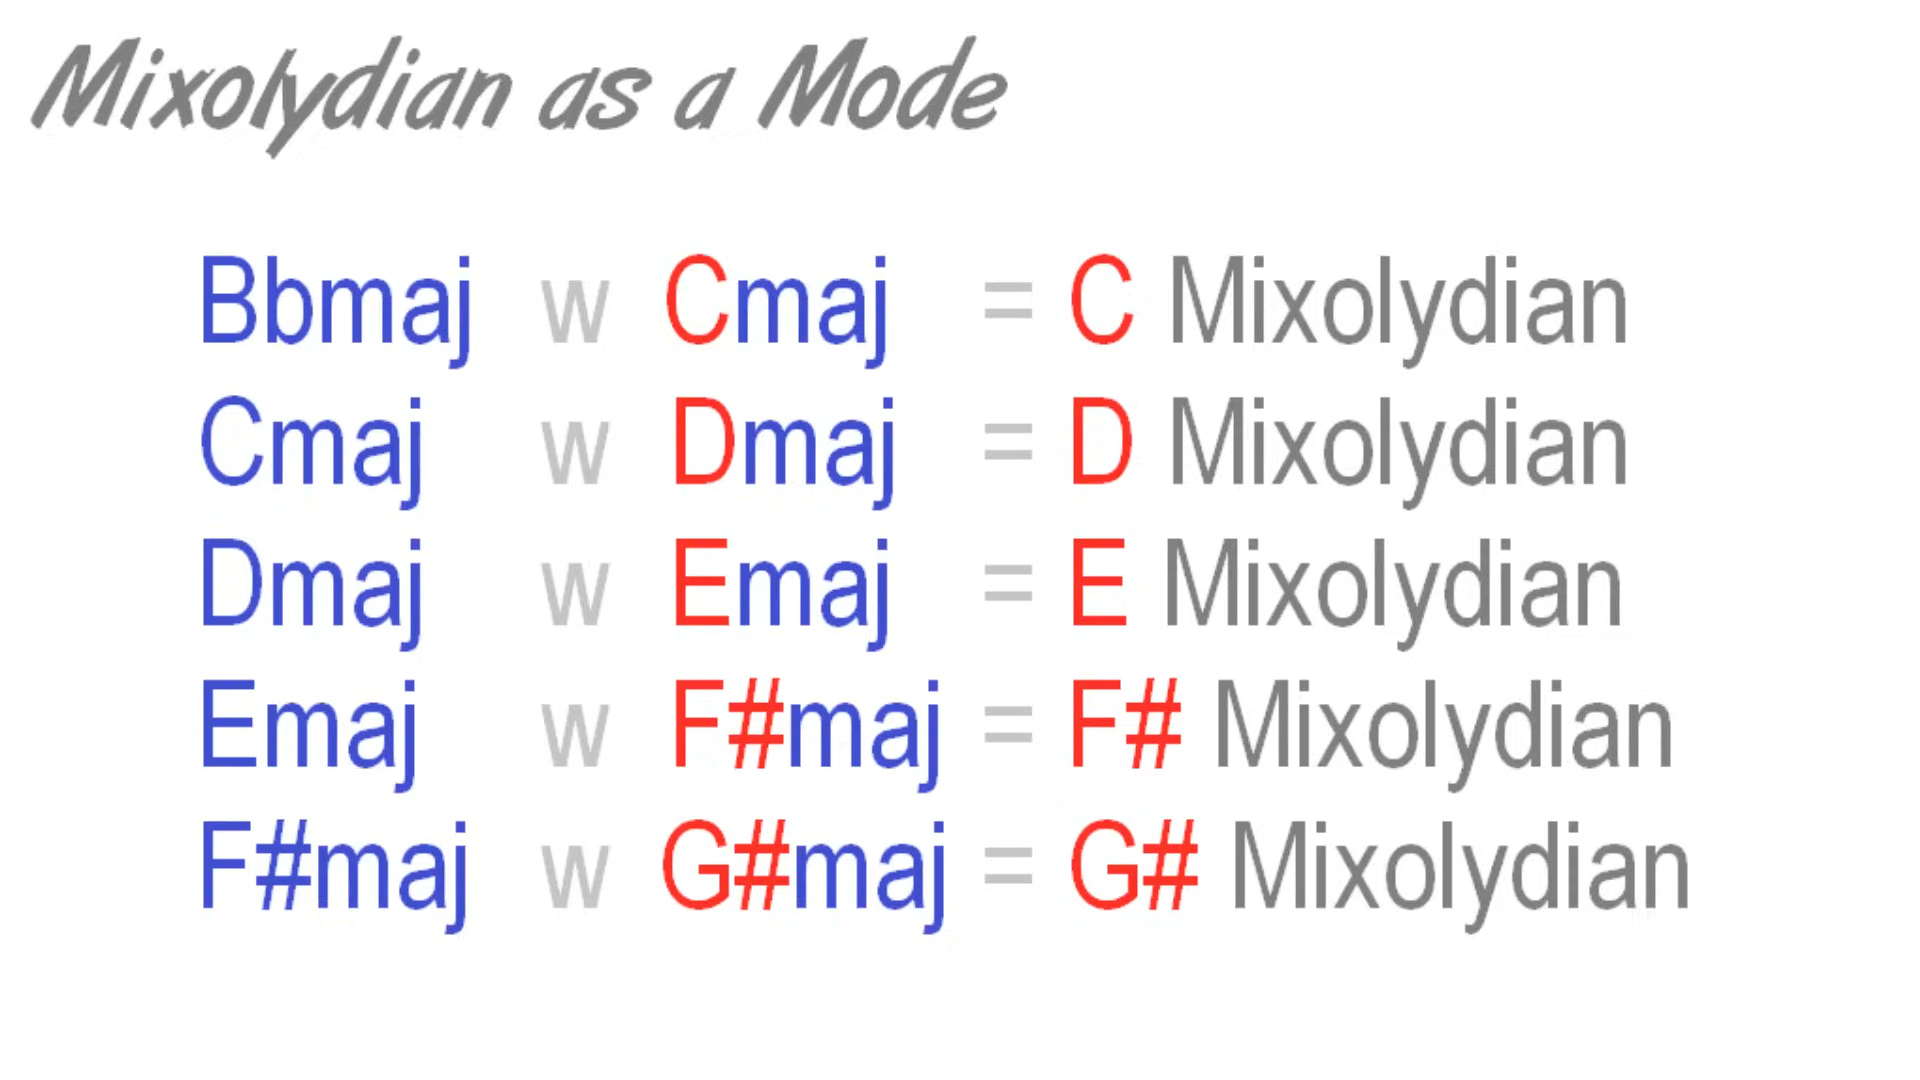 Mixolydian as a Mode
Bbmaj w Cmaj = C Mixolydian
Cmaj w Dmaj = D Mixolydian
Dmaj w Emaj = E Mixolydian
Emaj w F#maj = F# Mixolydian
F#maj w G#maj = G# Mixolydian